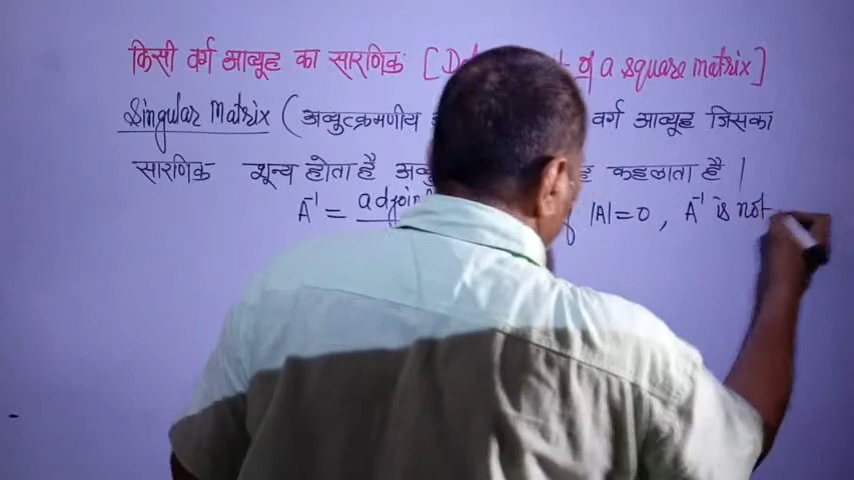 किसी वर्ग आव्यूह का सारणिक [ of a square matrix ]
Singular Matrix ( अव्युत्क्रमणीय वर्ग आव्यूह जिसका
सारणिक शून्य होता है कहलाता है |
A⁻¹ = |A| = 0 , A⁻¹ is not